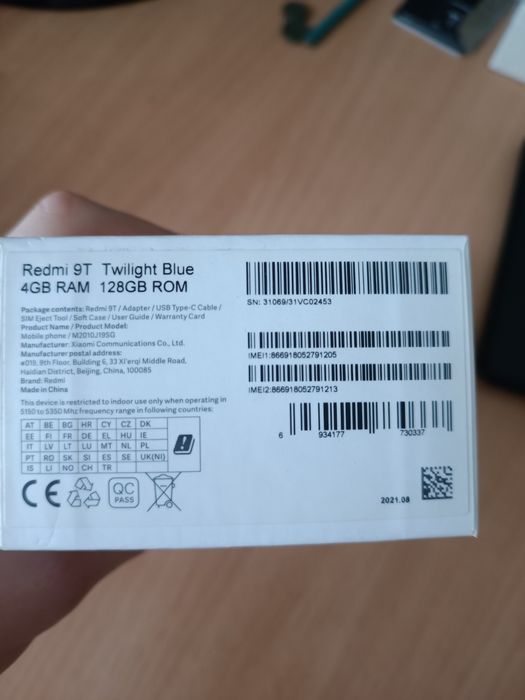 Redmi 9T Twilight Blue
4GB RAM 128GB ROM
Package contents: Redmi 9T / Adapter / USB Type-C Cable /
SIM Eject Tool / Soft Case / User Guide / Warranty Card
Product Name / Product Model:
Mobile phone / M2010J19SG
Manufacturer: Xiaomi Communications Co., Ltd.
Manufacturer postal address:
#019, 9th Floor, Building 6, 33 Xi'erqi Middle Road,
Haidian District, Beijing, China, 100085
Brand: Redmi
Made in China
This device is restricted to indoor use only when operating in
5150 to 5350 Mhz frequency range in following countries:
AT BE BG HR CY CZ DK
EE FI FR DE EL HU IE
IT LV LT LU MT NL PL
PT RO SK SI ES SE UK(NI)
IS LI NO CH TR
CE
QC
PASS
SN: 31069/31VC02453
IMEI1:866918052791205
IMEI2:866918052791213
6 934177 730337
2021.08